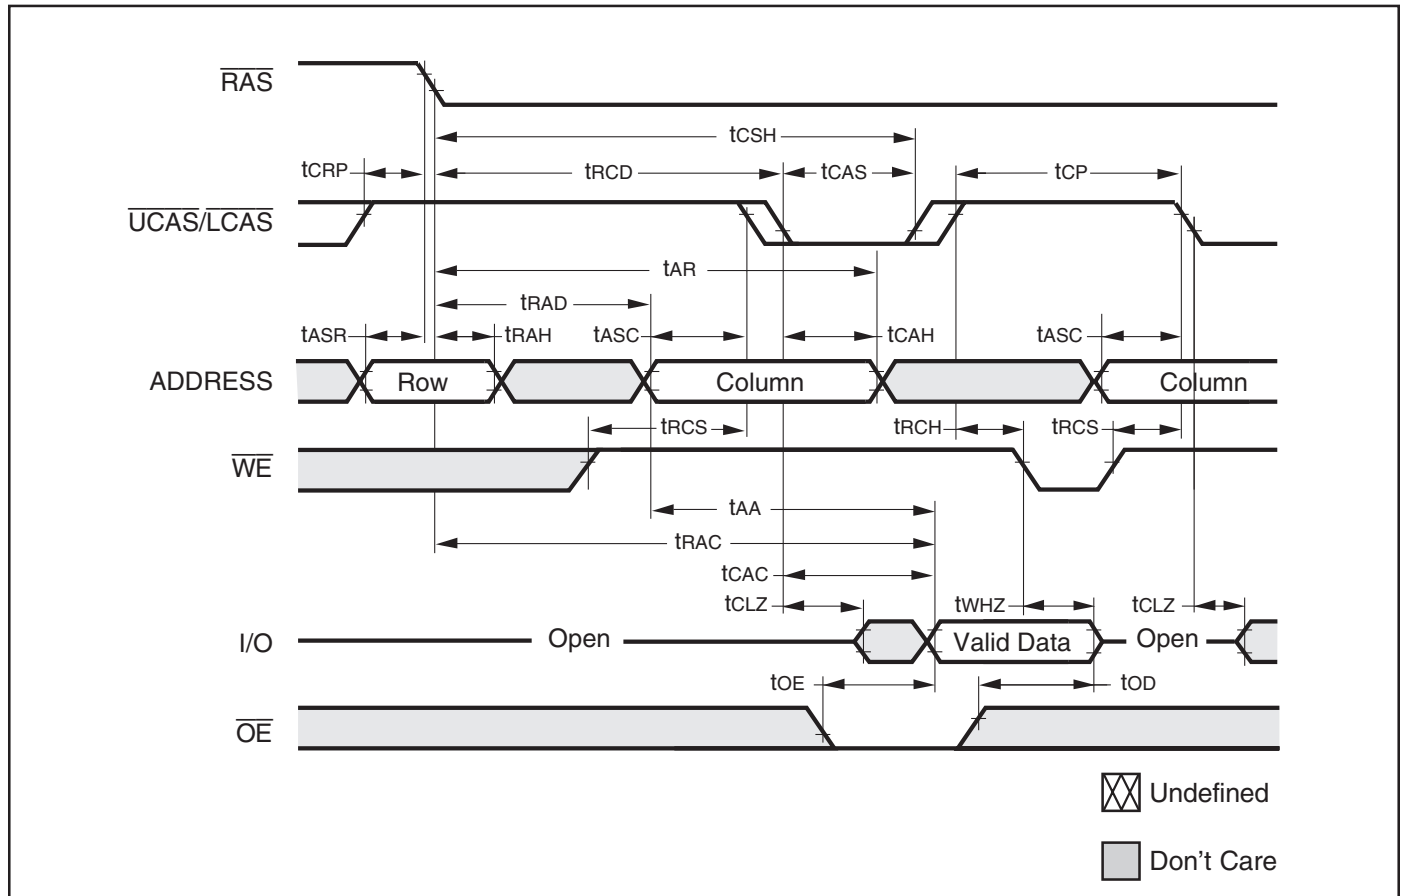 RAS
tCSH
tCRP tRCD tCAS tCP
UCAS/LCAS
tAR
tRAD
tASR tRAH tASC tCAH tASC
ADDRESS Row Column Column
tRCS tRCH tRCS
WE
tAA
tRAC
tCAC
tCLZ tWHZ tCLZ
I/O Open Valid Data Open
tOE tOD
OE
Undefined
Don't Care